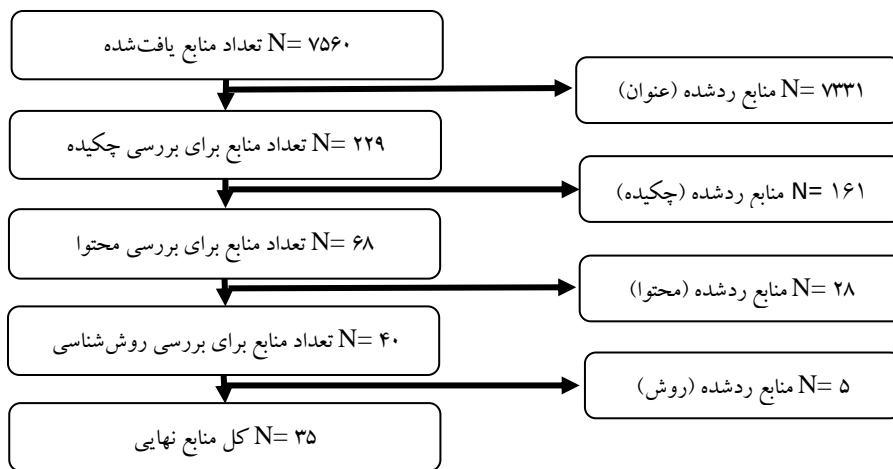 تعداد منابع یافت‌شده N= ۷۵۶۰
منابع ردشده (عنوان) N= ۷۳۳۱
تعداد منابع برای بررسی چکیده N= ۲۲۹
منابع ردشده (چکیده) N= ۱۶۱
تعداد منابع برای بررسی محتوا N= ۶۸
منابع ردشده (محتوا) N= ۲۸
تعداد منابع برای بررسی روش‌شناسی N= ۴۰
منابع ردشده (روش) N= ۵
کل منابع نهایی N= ۳۵